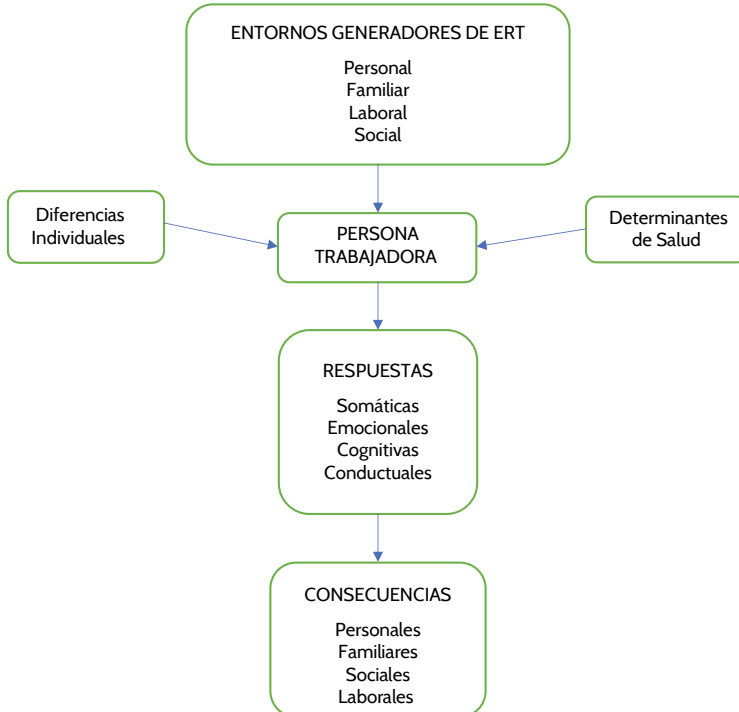 ENTORNOS GENERADORES DE ERT
Personal
Familiar
Laboral
Social
Diferencias
Individuales
PERSONA
TRABAJADORA
Determinantes
de Salud
RESPUESTAS
Somáticas
Emocionales
Cognitivas
Conductuales
CONSECUENCIAS
Personales
Familiares
Sociales
Laborales